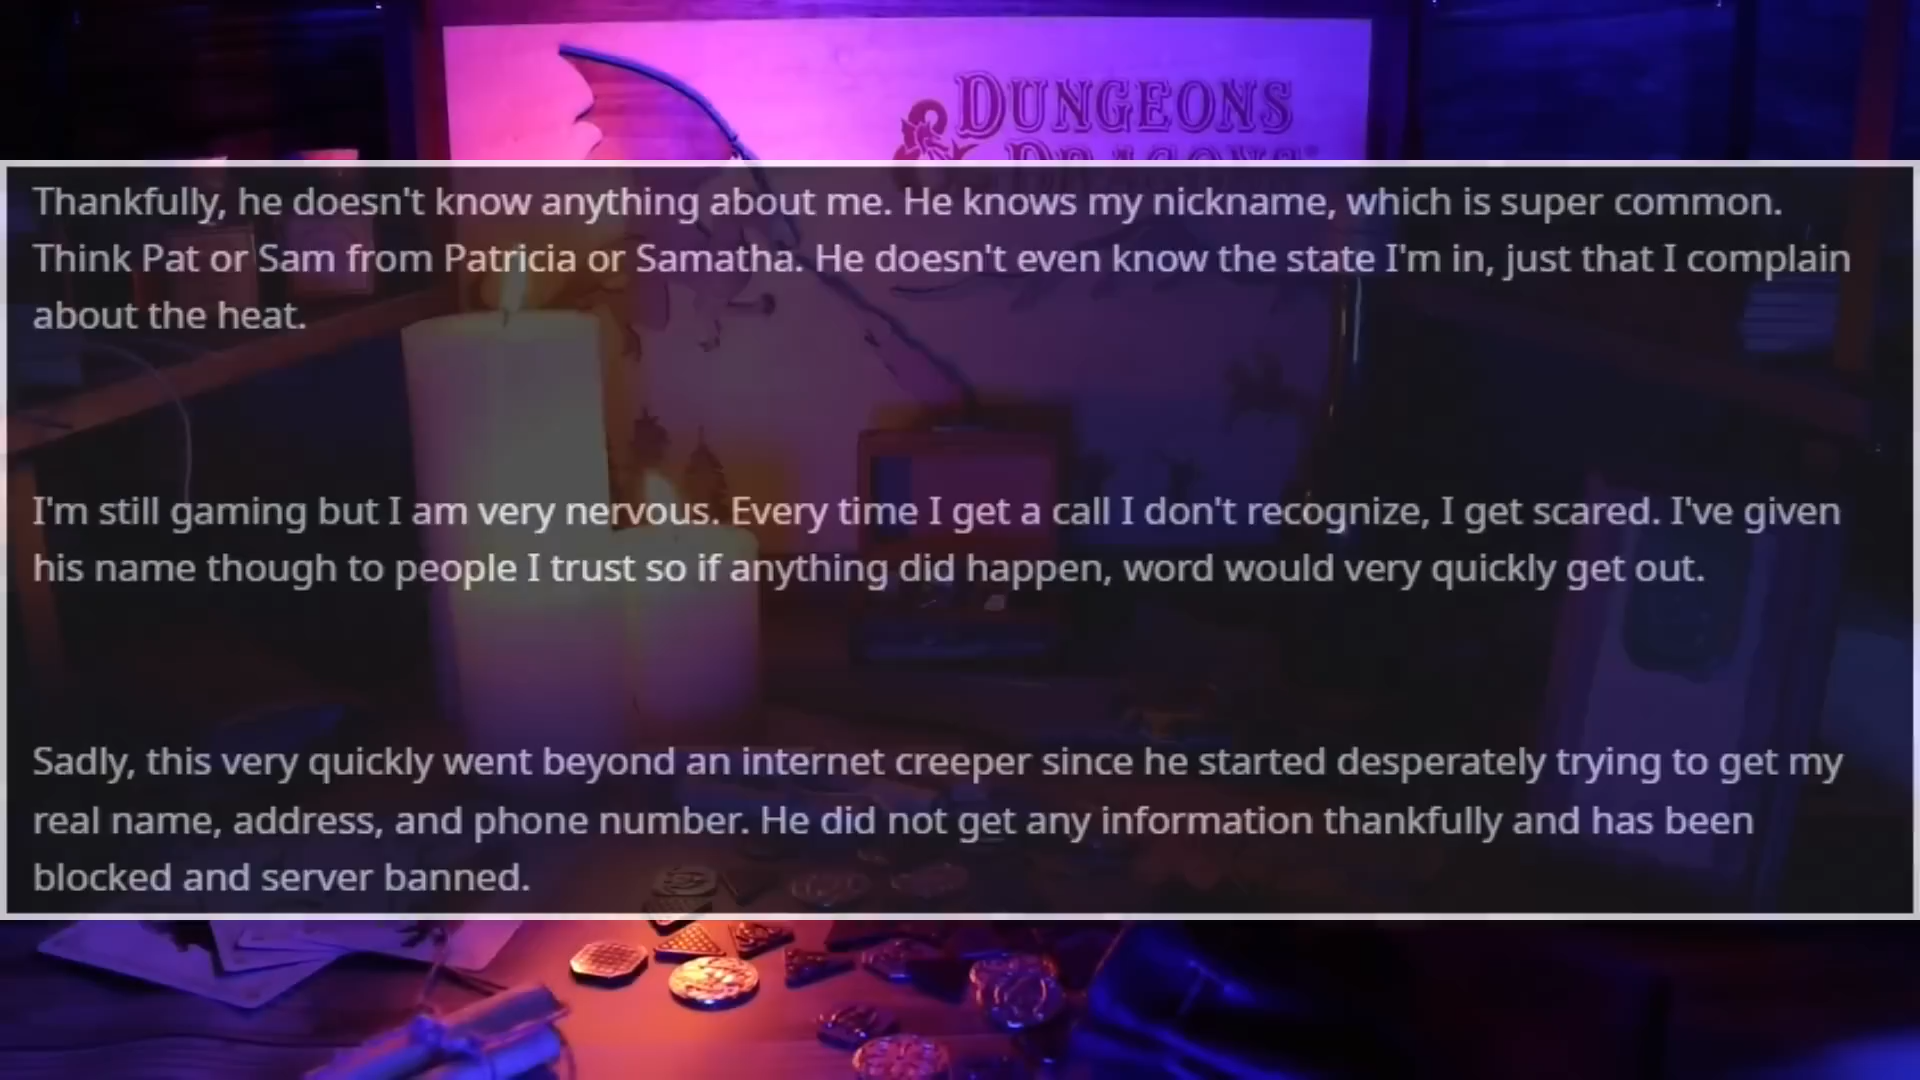 DUNGEONS
& DRAGONS
Thankfully, he doesn't know anything about me. He knows my nickname, which is super common.
Think Pat or Sam from Patricia or Samatha. He doesn't even know the state I'm in, just that I complain
about the heat.
I'm still gaming but I am very nervous. Every time I get a call I don't recognize, I get scared. I've given
his name though to people I trust so if anything did happen, word would very quickly get out.
Sadly, this very quickly went beyond an internet creeper since he started desperately trying to get my
real name, address, and phone number. He did not get any information thankfully and has been
blocked and server banned.